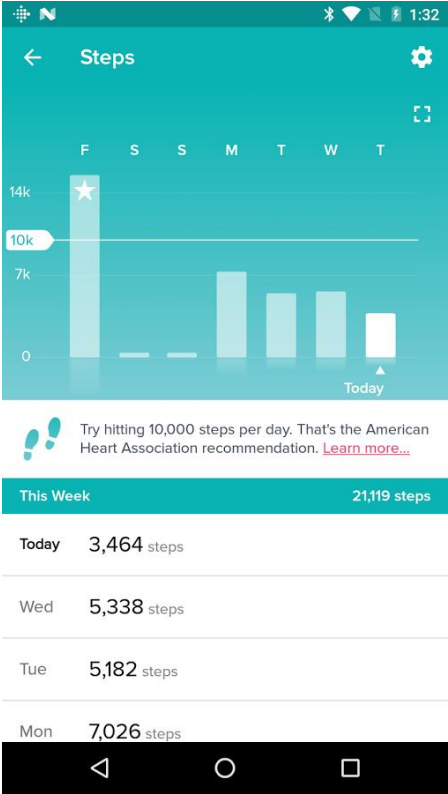 1:32
Steps
F S S M T W T
14k
10k
7k
0
Today
Try hitting 10,000 steps per day. That's the American
Heart Association recommendation. Learn more...
This Week 21,119 steps
Today 3,464 steps
Wed 5,338 steps
Tue 5,182 steps
Mon 7,026 steps